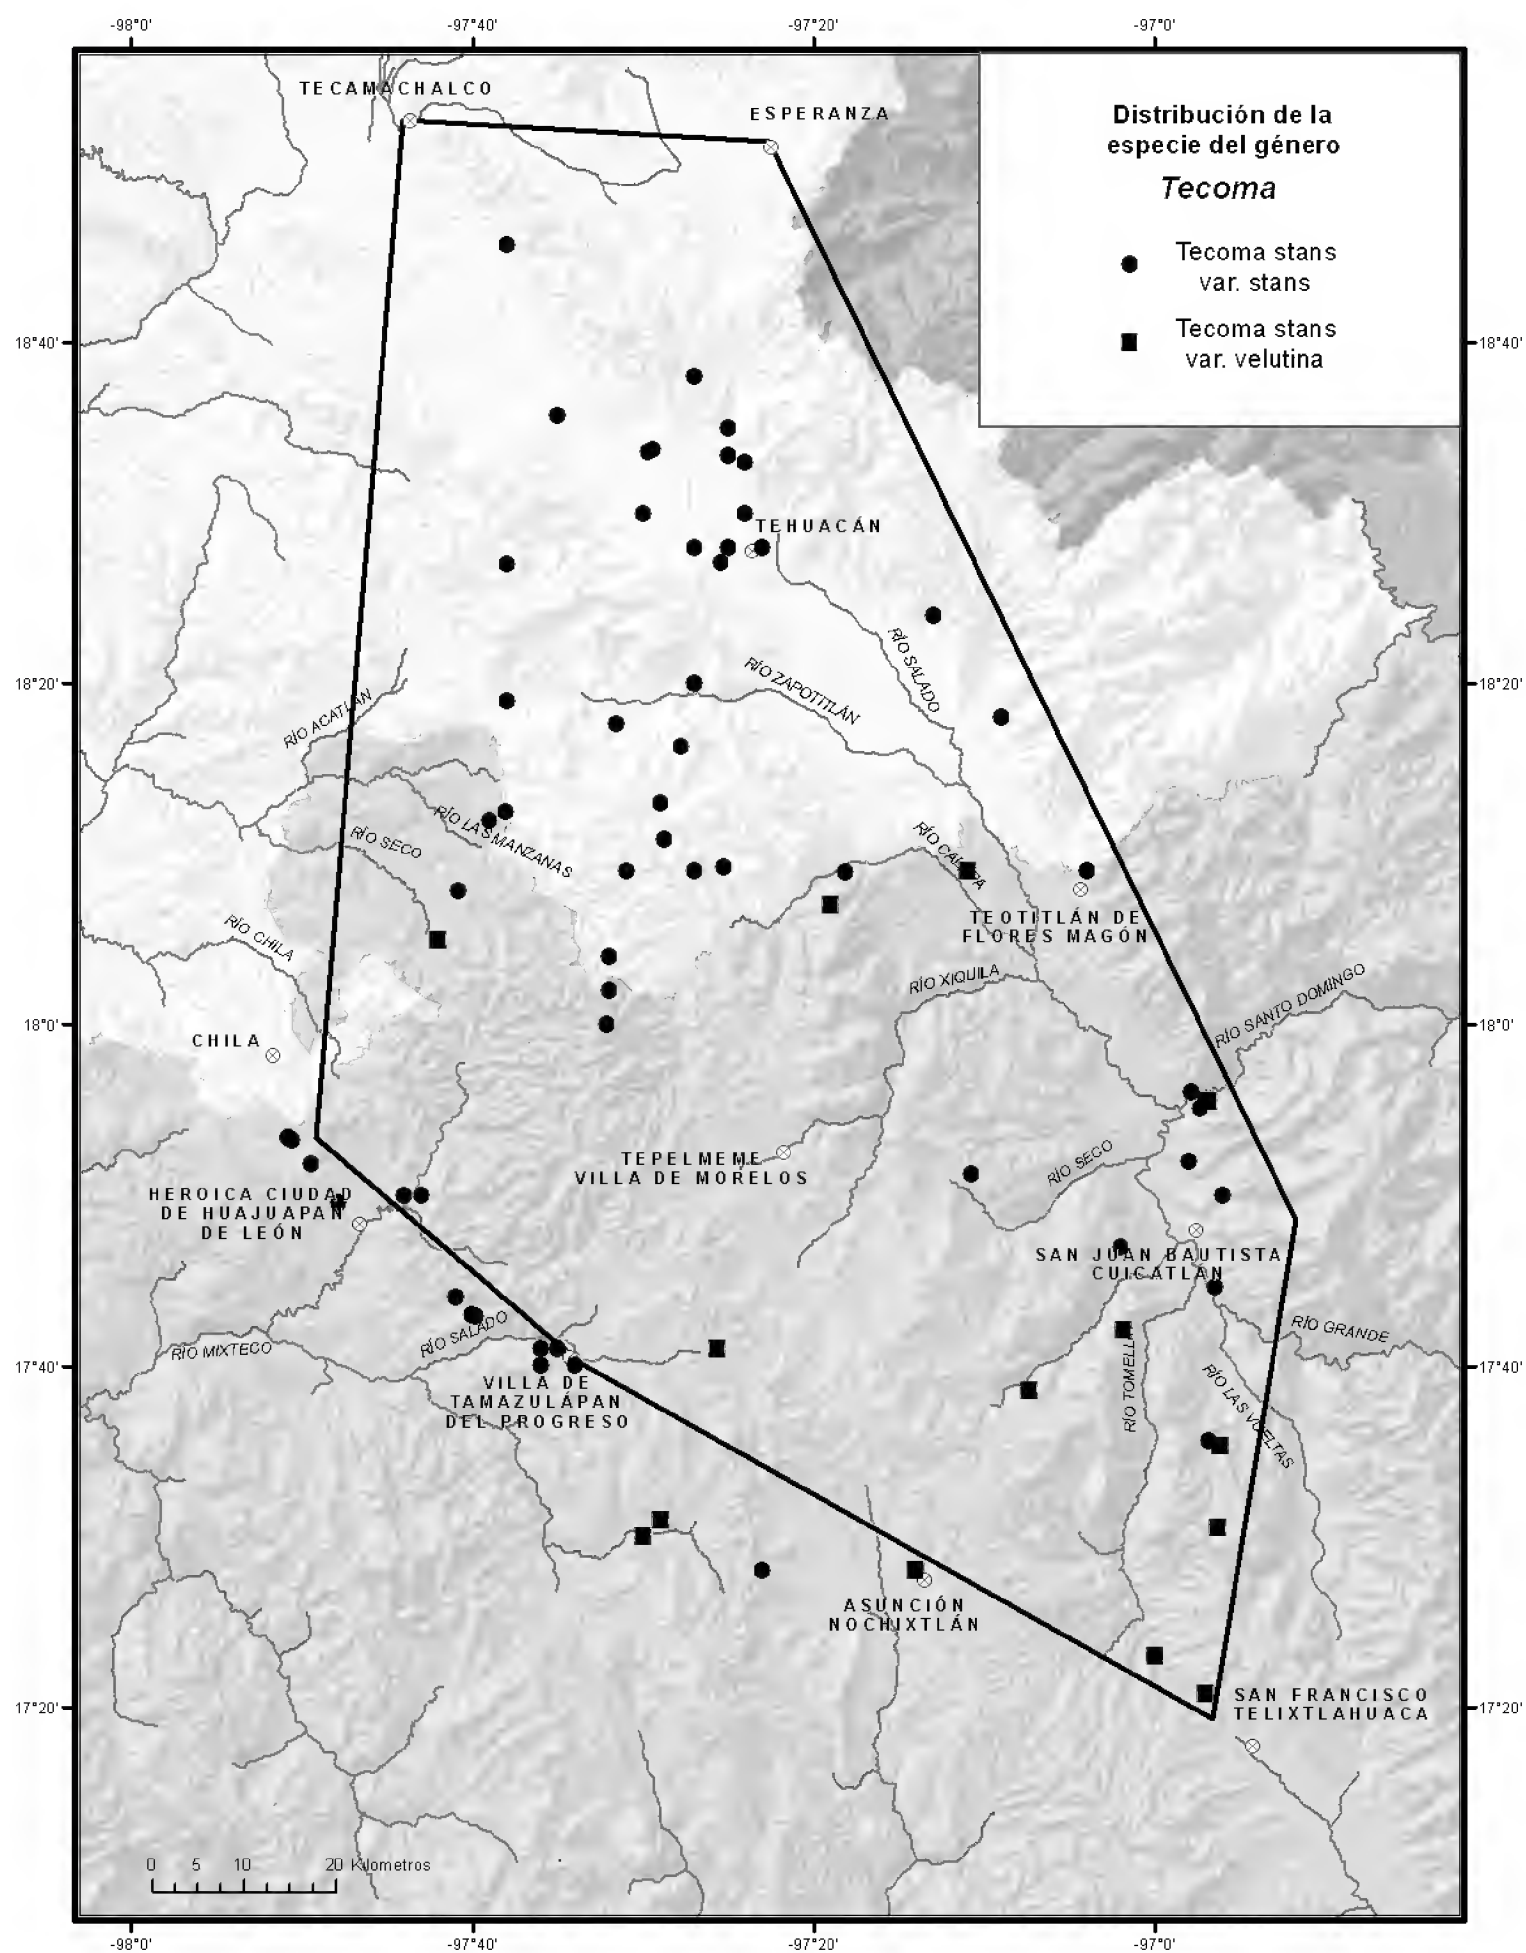 -98°0'
-97°40'
-97°20'
-97°0'
TECAMACHALCO
ESPERANZA
Distribución de la
especie del género
Tecoma
Tecoma stans
var. stans
Tecoma stans
var. velutina
18°40'
18°40'
TEHUACÁN
RÍO SALADO
RÍO ZAPOTITLÁN
18°20'
18°20'
RÍO ACATLÁN
RÍO LAS MANZANAS
RÍO SECO
TEOTITLÁN DE
FLORES MAGÓN
RÍO CHILA
RÍO XIQUILA
RÍO SANTO DOMINGO
18°0'
18°0'
CHILA
TEPELMEME
VILLA DE MORELOS
RÍO SECO
HEROICA CIUDAD
DE HUAJUAPAN
DE LEÓN
SAN JUAN BAUTISTA
CUICATLÁN
RÍO SALADO
RÍO MIXTECO
RÍO GRANDE
17°40'
17°40'
VILLA DE
TAMAZULÁPAN
DEL PROGRESO
RÍO LAS VUELTAS
ASUNCIÓN
NOCHIXTLÁN
SAN FRANCISCO
TELIXTLAHUACA
17°20'
17°20'
0 5 10 20 Kilometros
-98°0'
-97°40'
-97°20'
-97°0'